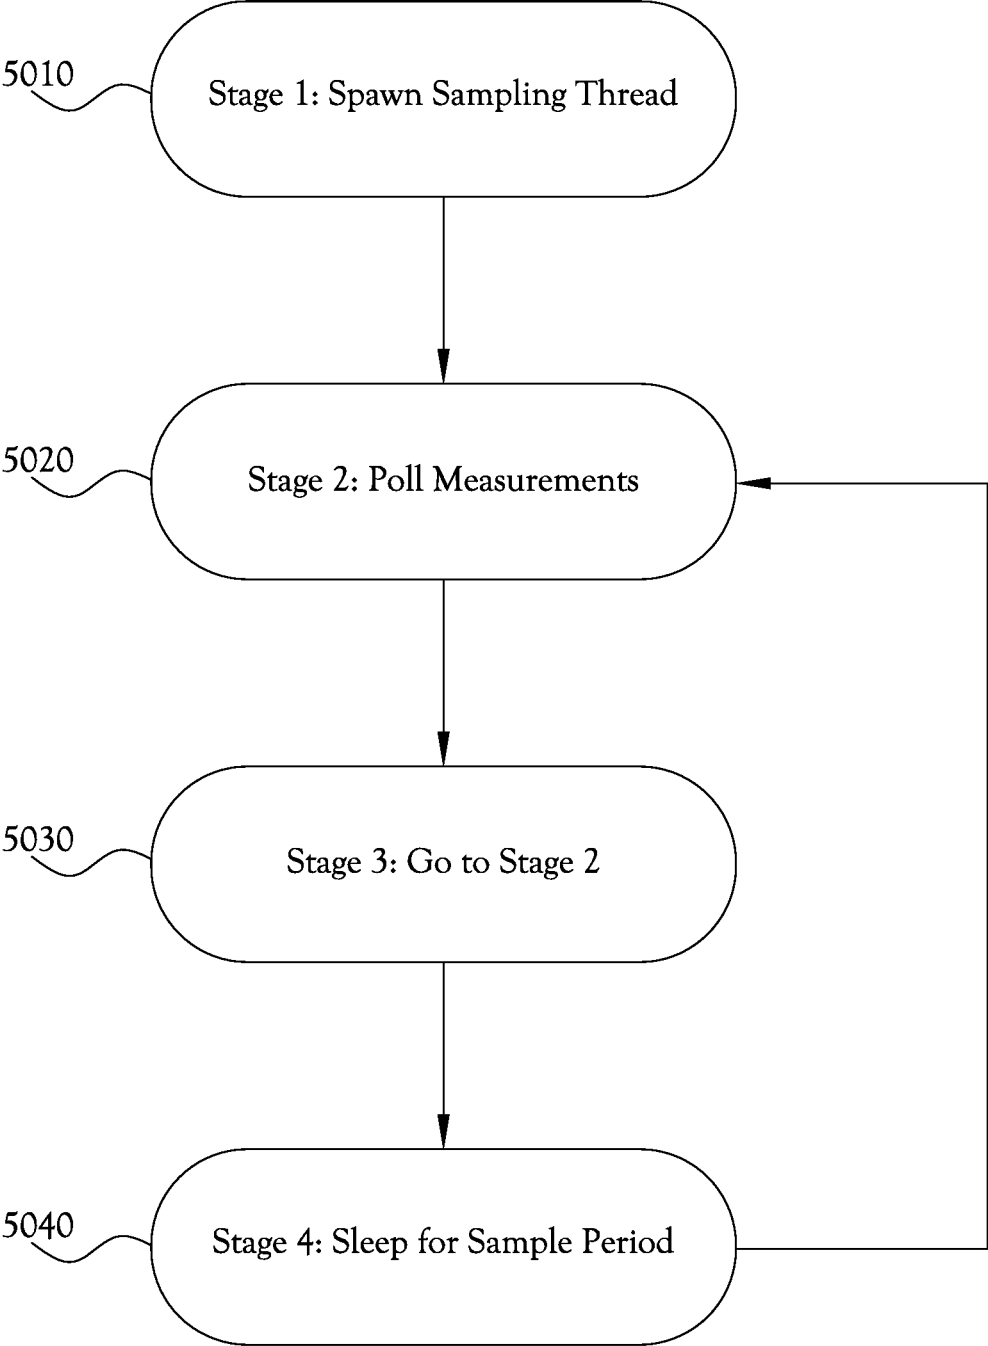 5010
Stage 1: Spawn Sampling Thread
5020
Stage 2: Poll Measurements
5030
Stage 3: Go to Stage 2
5040
Stage 4: Sleep for Sample Period